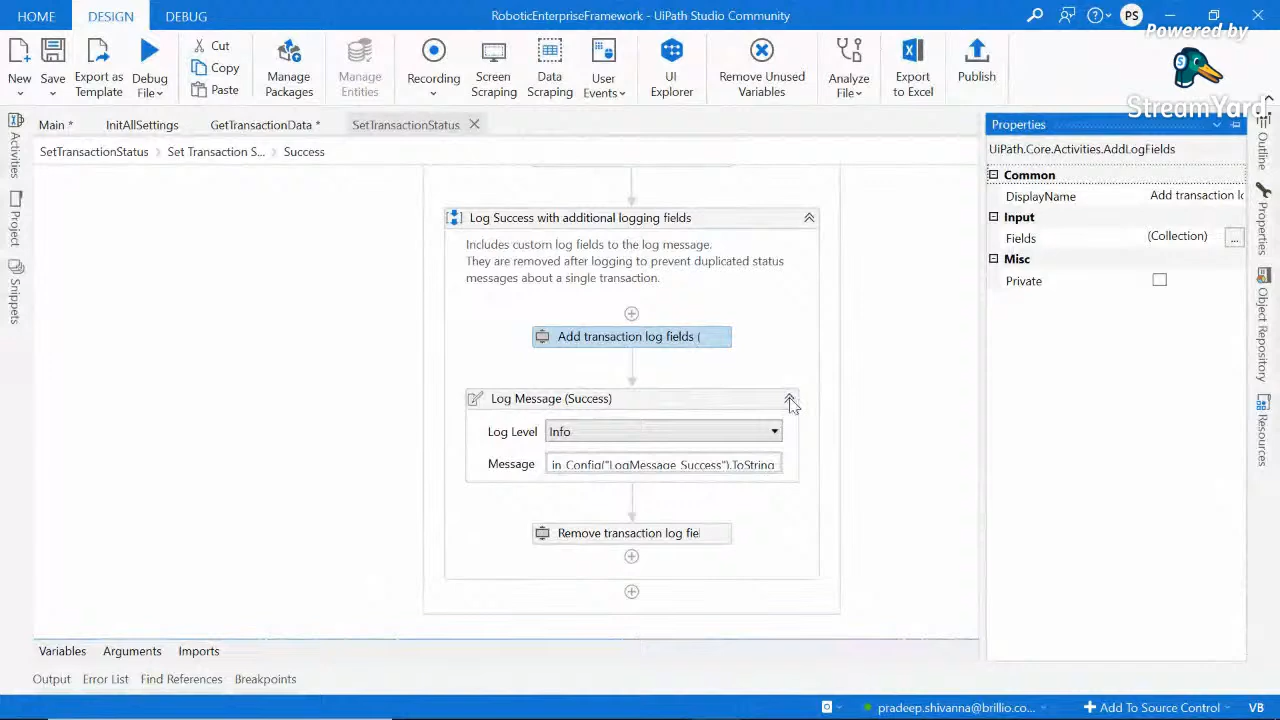 HOME DESIGN DEBUG
RoboticEnterpriseFramework - UiPath Studio Community
PS
Powered by
StreamYard
New
Save
Export as Template
Debug File
Cut
Copy
Paste
Manage Packages
Manage Entities
Recording
Screen Scraping
Data Scraping
User Events
UI Explorer
Remove Unused Variables
Analyze File
Export to Excel
Publish
Main * InitAllSettings GetTransactionData * SetTransactionStatus
SetTransactionStatus Set Transaction S... Success
Activities
Project
Snippets
Log Success with additional logging fields
Includes custom log fields to the log message.
They are removed after logging to prevent duplicated status
messages about a single transaction.
Add transaction log fields (
Log Message (Success)
Log Level Info
Message in_Config("LogMessage_Success").ToString
Remove transaction log fie
Properties
UiPath.Core.Activities.AddLogFields
Common
DisplayName Add transaction lo
Input
Fields (Collection) ...
Misc
Private
Outline
Properties
Object Repository
Resources
Variables Arguments Imports
Output Error List Find References Breakpoints
pradeep.shivanna@brillio.co... Add To Source Control VB